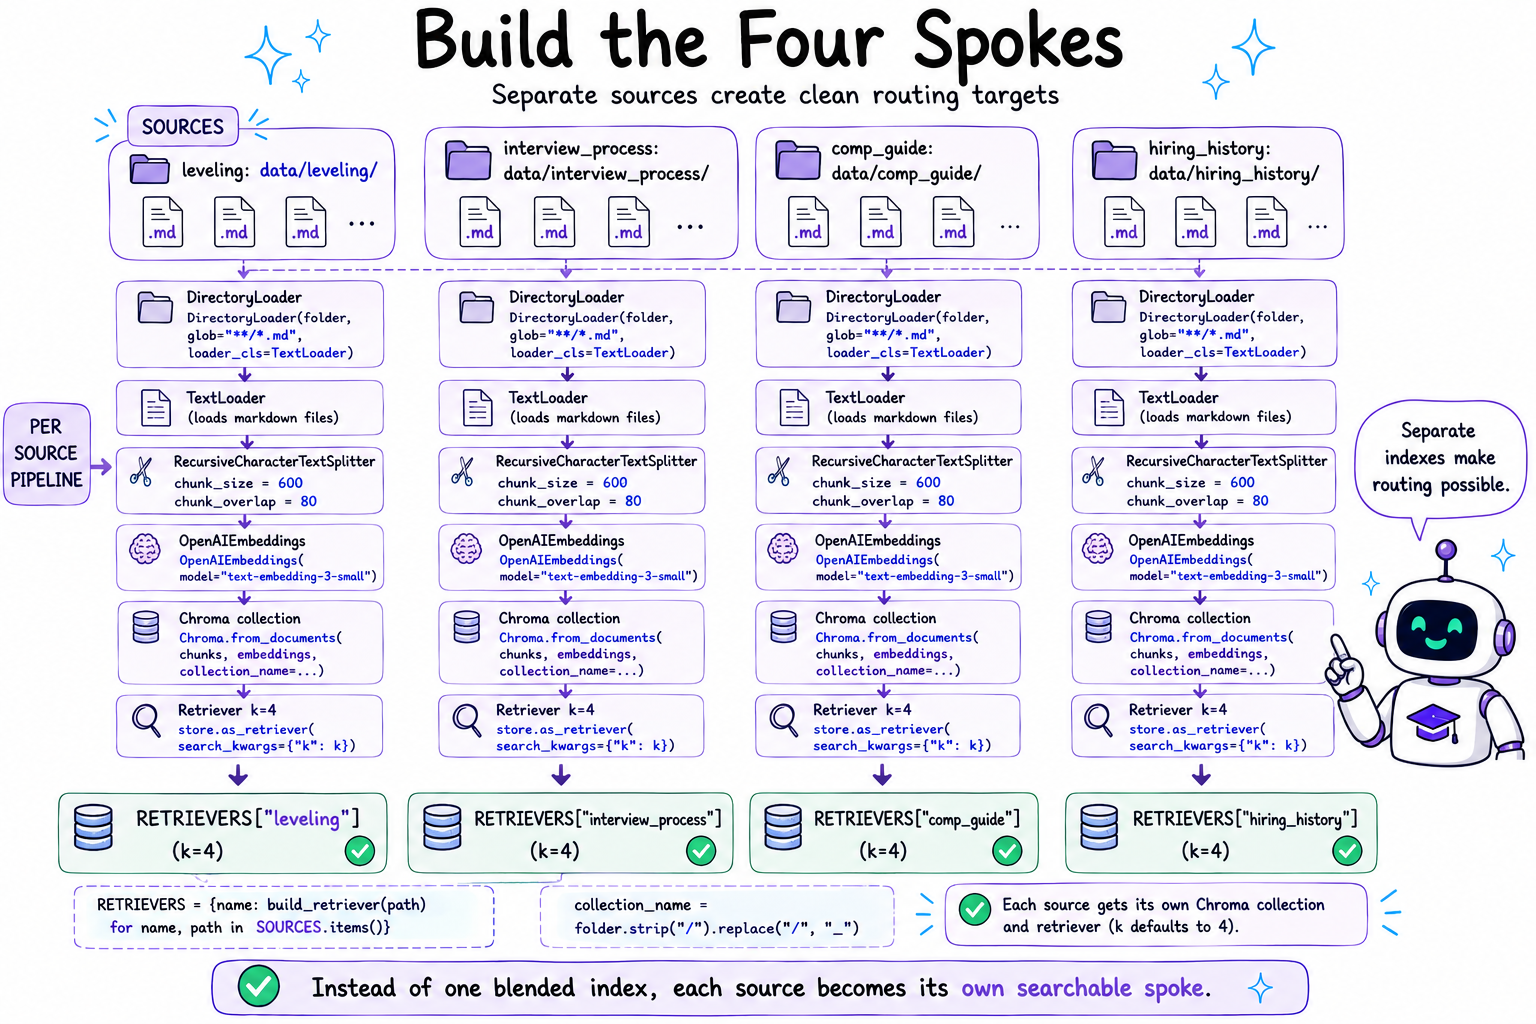 Build the Four Spokes
Separate sources create clean routing targets
SOURCES
leveling: data/leveling/
.md
.md
.md
...
interview_process:
data/interview_process/
.md
.md
.md
...
comp_guide:
data/comp_guide/
.md
.md
.md
...
hiring_history:
data/hiring_history/
.md
.md
.md
...
PER
SOURCE
PIPELINE
DirectoryLoader
DirectoryLoader(folder,
glob="**/*.md",
loader_cls=TextLoader)
TextLoader
(loads markdown files)
RecursiveCharacterTextSplitter
chunk_size = 600
chunk_overlap = 80
OpenAIEmbeddings
OpenAIEmbeddings(
model="text-embedding-3-small")
Chroma collection
Chroma.from_documents(
chunks, embeddings,
collection_name=...)
Retriever k=4
store.as_retriever(
search_kwargs={"k": k})
RETRIEVERS["leveling"]
(k=4)
DirectoryLoader
DirectoryLoader(folder,
glob="**/*.md",
loader_cls=TextLoader)
TextLoader
(loads markdown files)
RecursiveCharacterTextSplitter
chunk_size = 600
chunk_overlap = 80
OpenAIEmbeddings
OpenAIEmbeddings(
model="text-embedding-3-small")
Chroma collection
Chroma.from_documents(
chunks, embeddings,
collection_name=...)
Retriever k=4
store.as_retriever(
search_kwargs={"k": k})
RETRIEVERS["interview_process"]
(k=4)
DirectoryLoader
DirectoryLoader(folder,
glob="**/*.md",
loader_cls=TextLoader)
TextLoader
(loads markdown files)
RecursiveCharacterTextSplitter
chunk_size = 600
chunk_overlap = 80
OpenAIEmbeddings
OpenAIEmbeddings(
model="text-embedding-3-small")
Chroma collection
Chroma.from_documents(
chunks, embeddings,
collection_name=...)
Retriever k=4
store.as_retriever(
search_kwargs={"k": k})
RETRIEVERS["comp_guide"]
(k=4)
DirectoryLoader
DirectoryLoader(folder,
glob="**/*.md",
loader_cls=TextLoader)
TextLoader
(loads markdown files)
RecursiveCharacterTextSplitter
chunk_size = 600
chunk_overlap = 80
OpenAIEmbeddings
OpenAIEmbeddings(
model="text-embedding-3-small")
Chroma collection
Chroma.from_documents(
chunks, embeddings,
collection_name=...)
Retriever k=4
store.as_retriever(
search_kwargs={"k": k})
RETRIEVERS["hiring_history"]
(k=4)
Separate
indexes make
routing possible.
RETRIEVERS = {name: build_retriever(path)
for name, path in SOURCES.items()}
collection_name =
folder.strip("/").replace("/", "_")
Each source gets its own Chroma collection
and retriever (k defaults to 4).
Instead of one blended index, each source becomes its own searchable spoke.